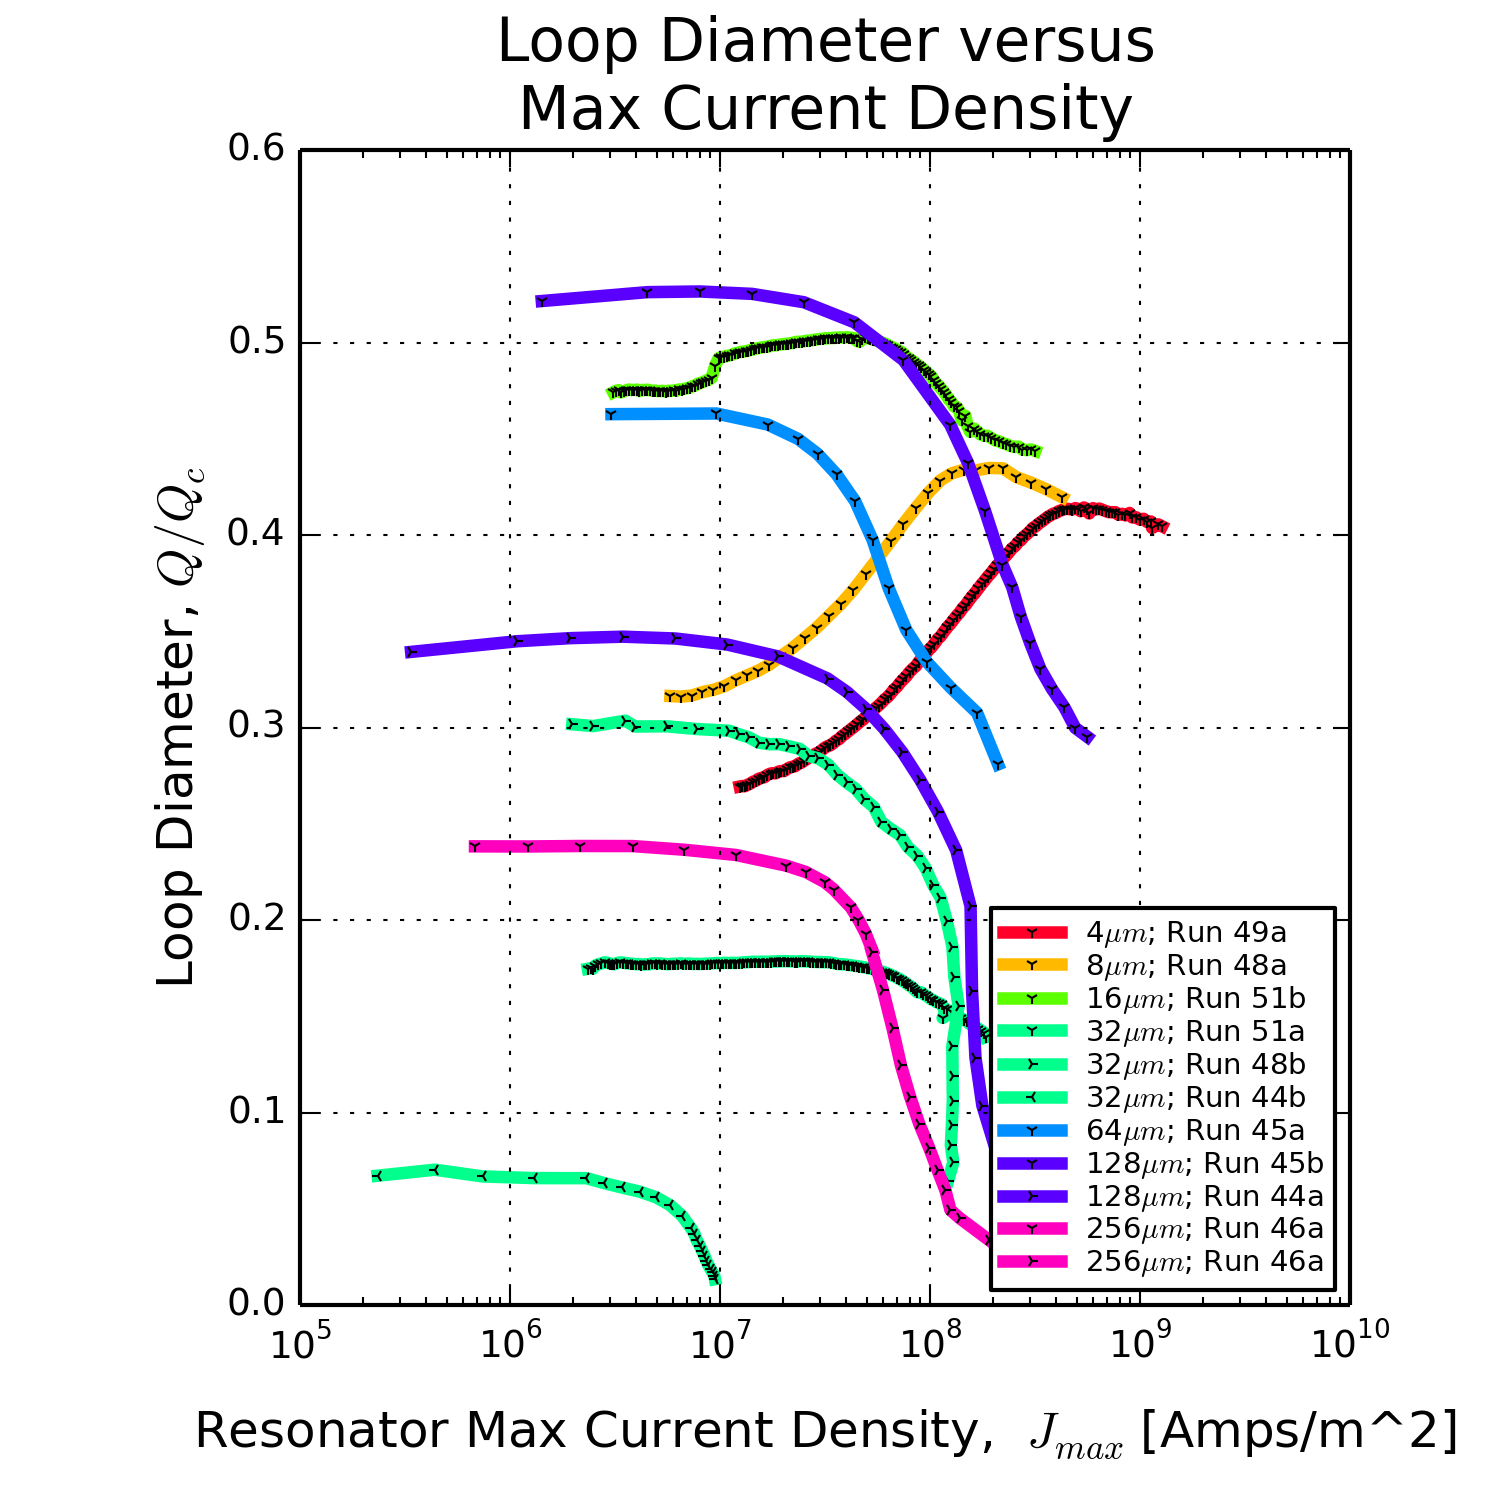 Loop Diameter versus
Max Current Density
0.6
0.5
0.4
0.3
0.2
0.1
0.0
Loop Diameter, Q/Q_c
4μm; Run 49a
8μm; Run 48a
16μm; Run 51b
32μm; Run 51a
32μm; Run 48b
32μm; Run 44b
64μm; Run 45a
128μm; Run 45b
128μm; Run 44a
256μm; Run 46a
256μm; Run 46a
10^5 10^6 10^7 10^8 10^9 10^10
Resonator Max Current Density, J_max [Amps/m^2]